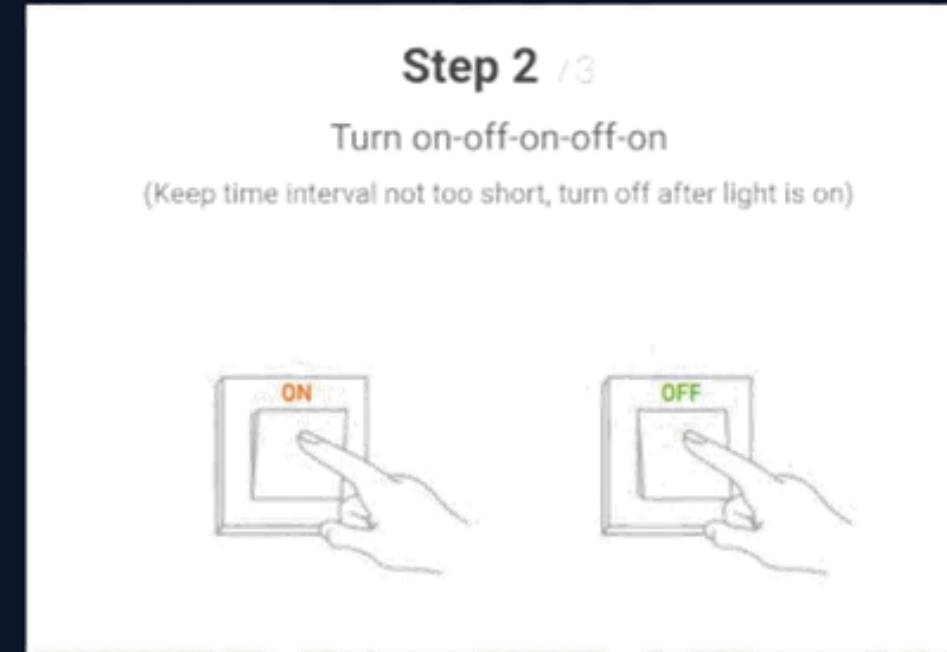 Step 2 / 3
Turn on-off-on-off-on
(Keep time interval not too short, turn off after light is on)
ON
OFF